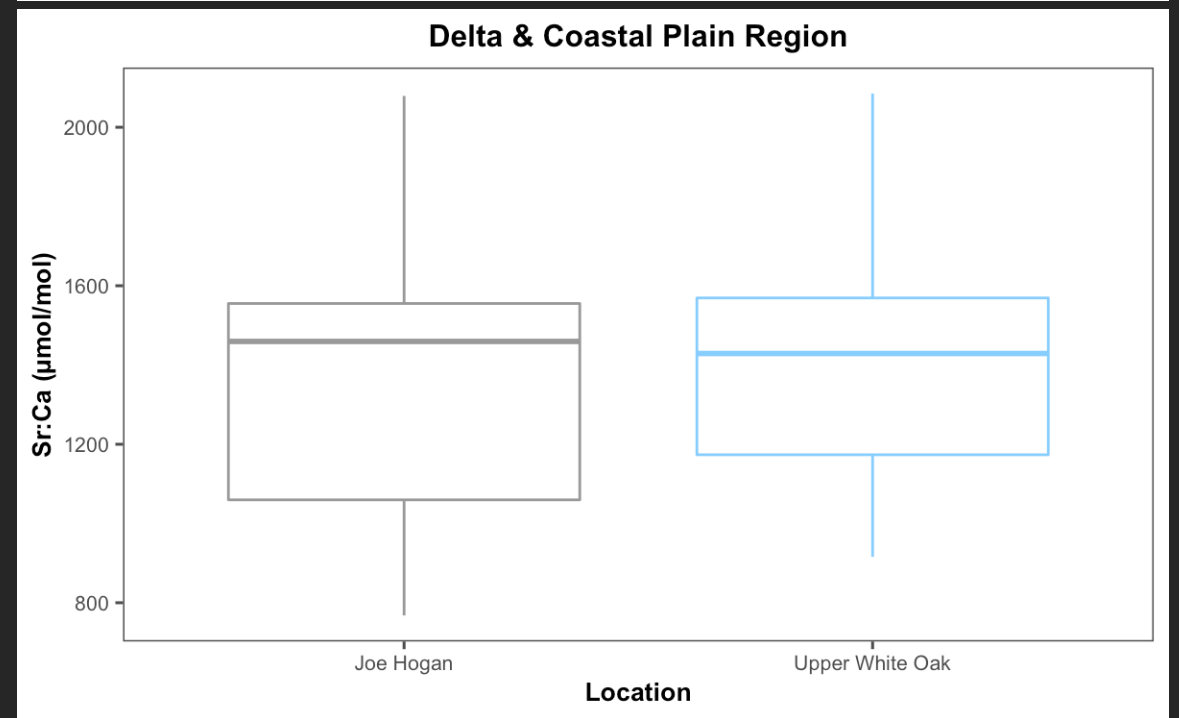 Delta & Coastal Plain Region
Sr:Ca (µmol/mol)
2000
1600
1200
800
Joe Hogan
Upper White Oak
Location